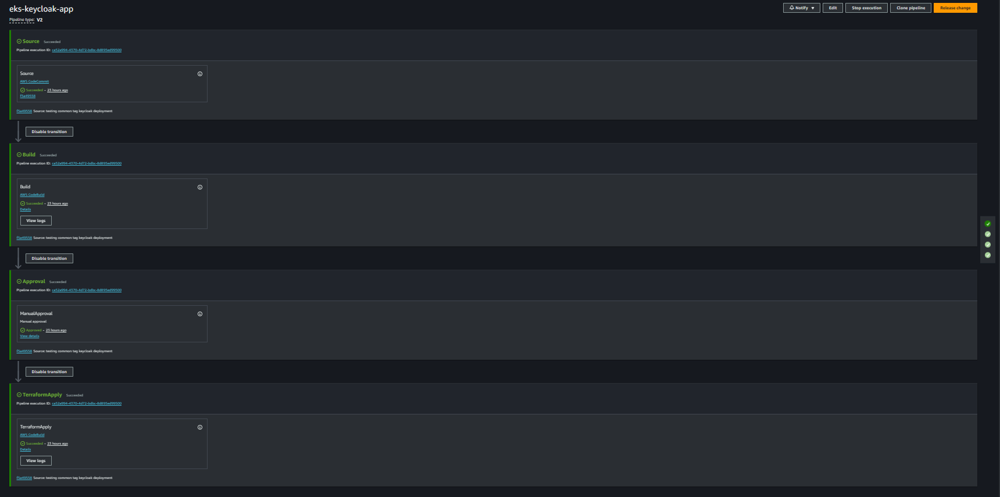 eks-keycloak-app
Notify
Edit
Stop execution
Clone pipeline
Release change
Pipeline type: V2
Source Succeeded
Pipeline execution ID: ca52a994-4370-4d72-bdbc-8d895ed99500
Source
AWS CodeCommit
Succeeded - 23 hours ago
f5a49558
f5a49558 Source: testing common tag keycloak deployment
Disable transition
Build Succeeded
Pipeline execution ID: ca52a994-4370-4d72-bdbc-8d895ed99500
Build
AWS CodeBuild
Succeeded - 23 hours ago
Details
View logs
f5a49558 Source: testing common tag keycloak deployment
Disable transition
Approval Succeeded
Pipeline execution ID: ca52a994-4370-4d72-bdbc-8d895ed99500
ManualApproval
Manual approval
Approved - 23 hours ago
View details
f5a49558 Source: testing common tag keycloak deployment
Disable transition
TerraformApply Succeeded
Pipeline execution ID: ca52a994-4370-4d72-bdbc-8d895ed99500
TerraformApply
AWS CodeBuild
Succeeded - 23 hours ago
Details
View logs
f5a49558 Source: testing common tag keycloak deployment